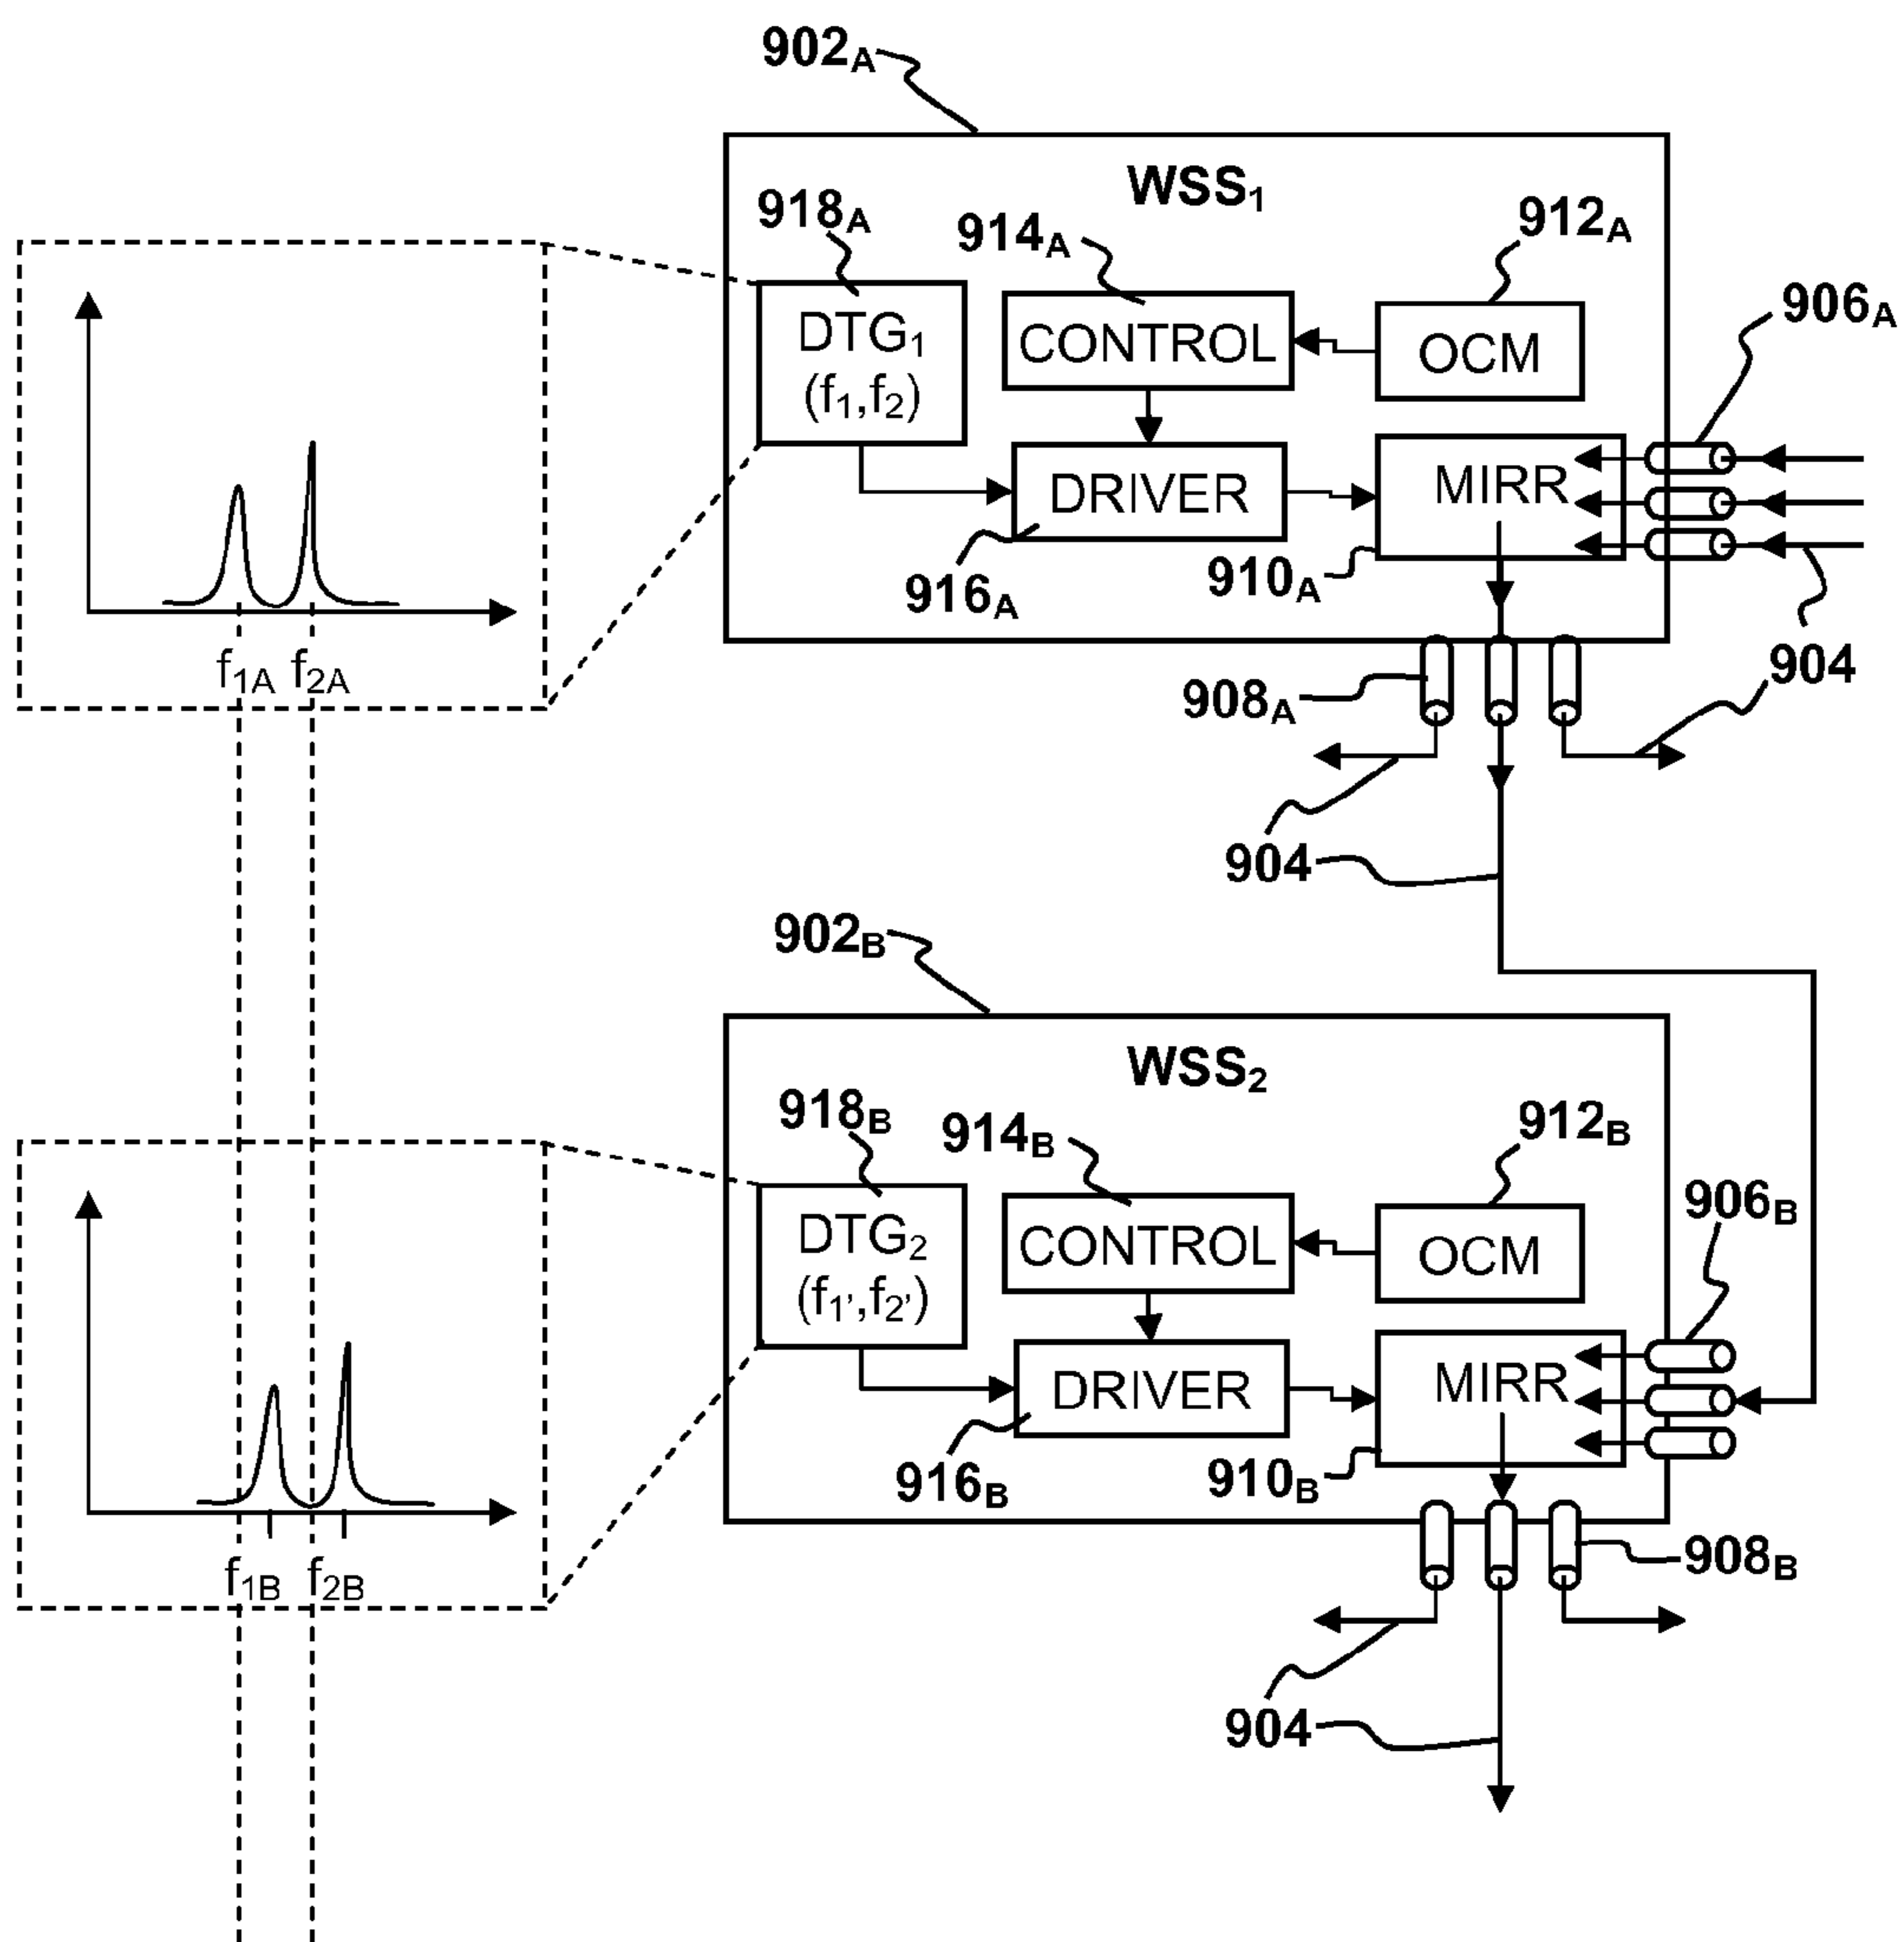 902A
WSS1
918A
914A
912A
906A
DTG1
(f1,f2)
CONTROL
OCM
DRIVER
MIRR
916A
910A
f1A f2A
908A
904
904
902B
WSS2
918B
914B
912B
906B
DTG2
(f1',f2')
CONTROL
OCM
DRIVER
MIRR
916B
910B
f1B f2B
908B
904